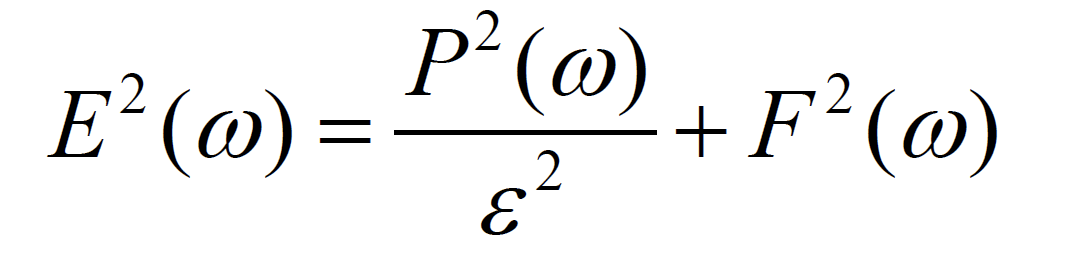 E²(ω) = P²(ω)/ε² + F²(ω)